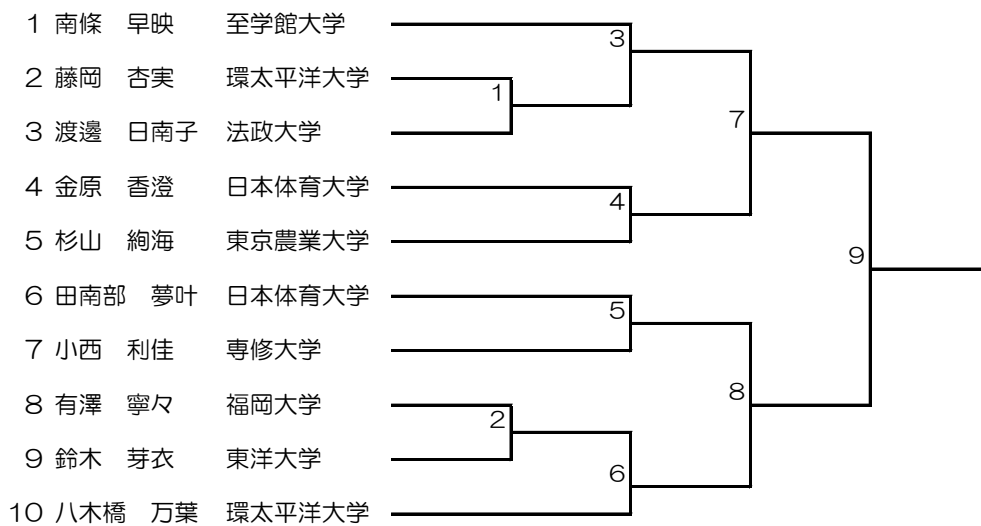 1 南條 早映 至学館大学
3
2 藤岡 杏実 環太平洋大学
1
7
3 渡邊 日南子 法政大学
4 金原 香澄 日本体育大学
4
5 杉山 絢海 東京農業大学
9
6 田南部 夢叶 日本体育大学
5
7 小西 利佳 専修大学
8
8 有澤 寧々 福岡大学
2
9 鈴木 芽衣 東洋大学
6
10 八木橋 万葉 環太平洋大学